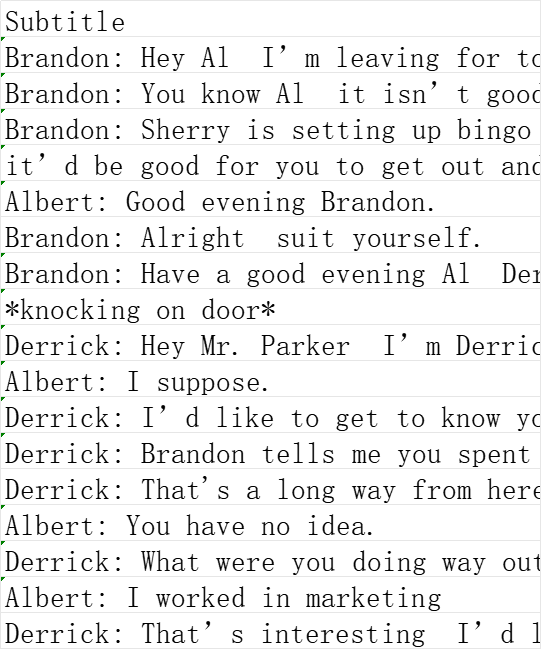 Subtitle
Brandon: Hey Al  I’m leaving for
Brandon: You know Al  it isn’t good
Brandon: Sherry is setting up bingo
it’d be good for you to get out and
Albert: Good evening Brandon.
Brandon: Alright  suit yourself.
Brandon: Have a good evening Al
*knocking on door*
Derrick: Hey Mr. Parker  I’m
Albert: I suppose.
Derrick: I’d like to get to know
Derrick: Brandon tells me you spent
Derrick: That's a long way from here
Albert: You have no idea.
Derrick: What were you doing way out
Albert: I worked in marketing
Derrick: That’s interesting  I’d